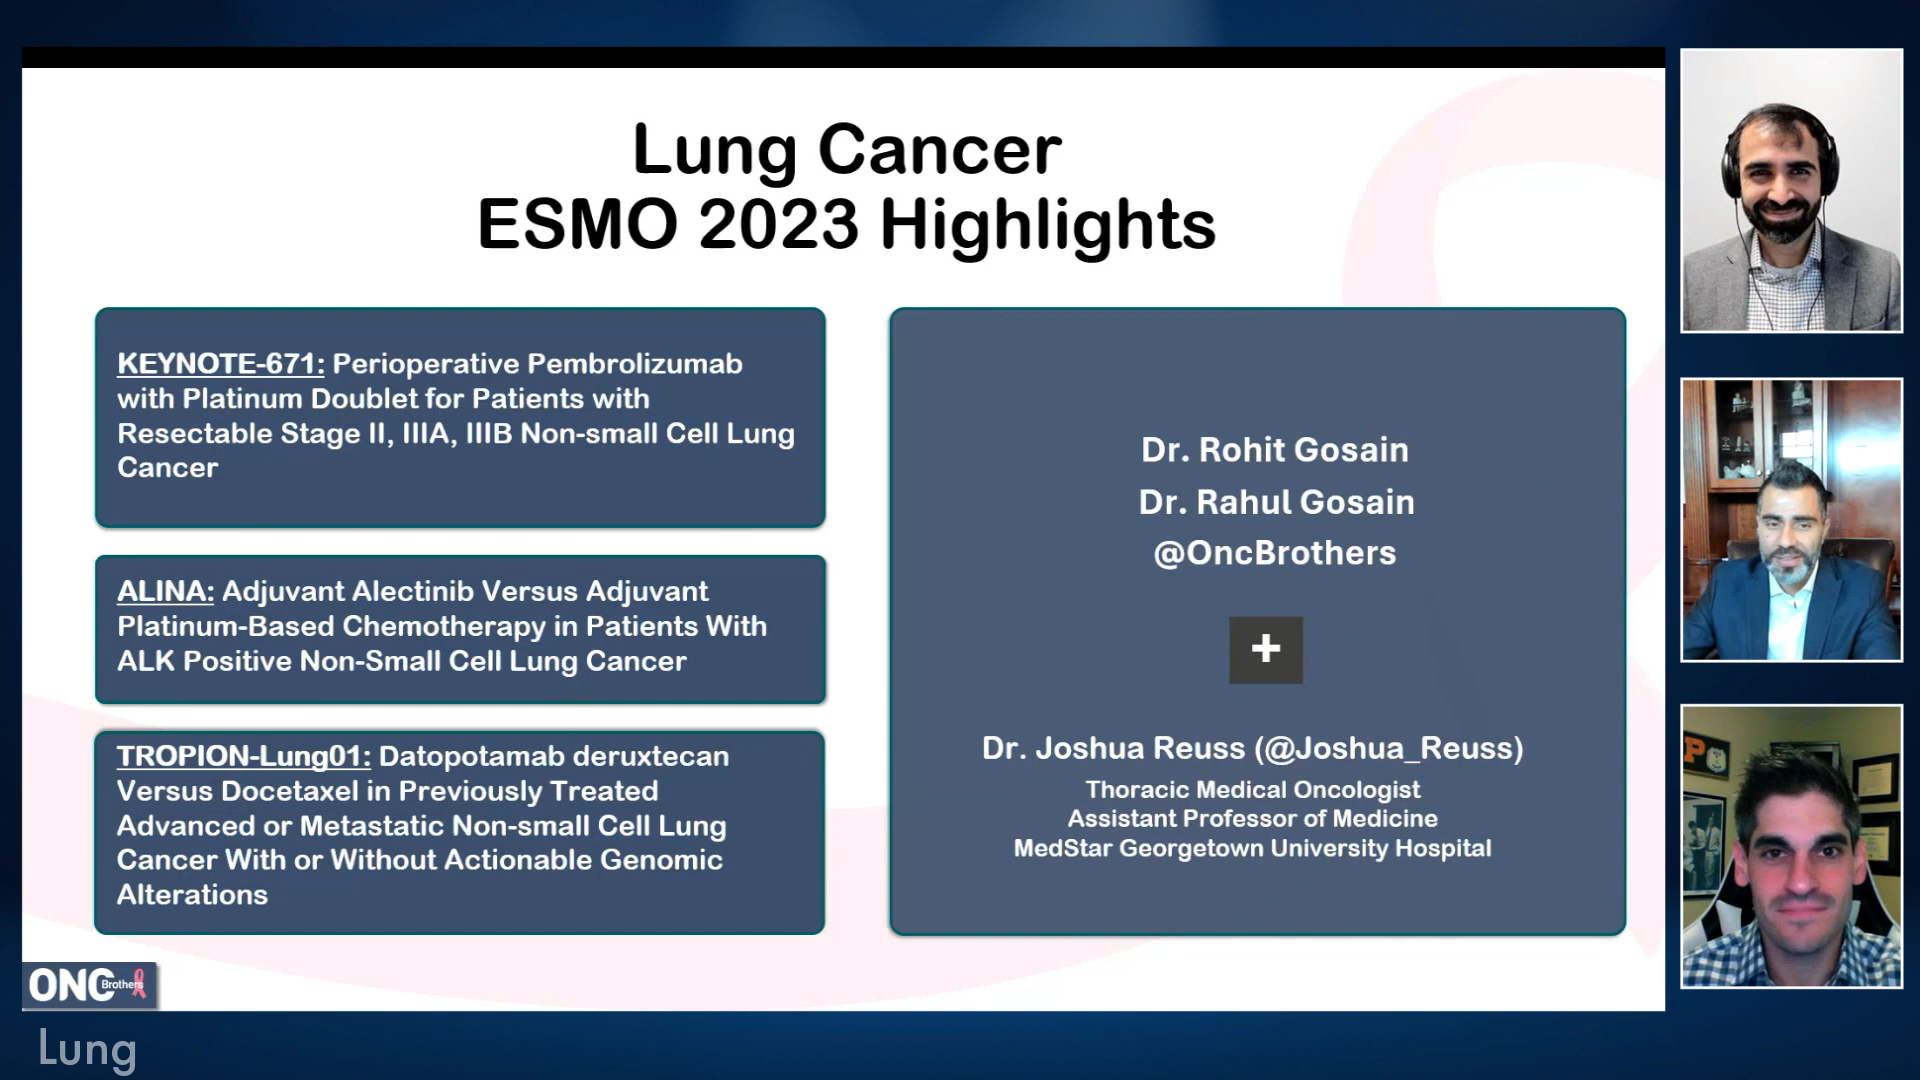 Lung Cancer
ESMO 2023 Highlights
KEYNOTE-671: Perioperative Pembrolizumab
with Platinum Doublet for Patients with
Resectable Stage II, IIIA, IIIB Non-small Cell Lung
Cancer
ALINA: Adjuvant Alectinib Versus Adjuvant
Platinum-Based Chemotherapy in Patients With
ALK Positive Non-Small Cell Lung Cancer
TROPION-Lung01: Datopotamab deruxtecan
Versus Docetaxel in Previously Treated
Advanced or Metastatic Non-small Cell Lung
Cancer With or Without Actionable Genomic
Alterations
Dr. Rohit Gosain
Dr. Rahul Gosain
@OncBrothers
+
Dr. Joshua Reuss (@Joshua_Reuss)
Thoracic Medical Oncologist
Assistant Professor of Medicine
MedStar Georgetown University Hospital
P
ONC Brothers
Lung